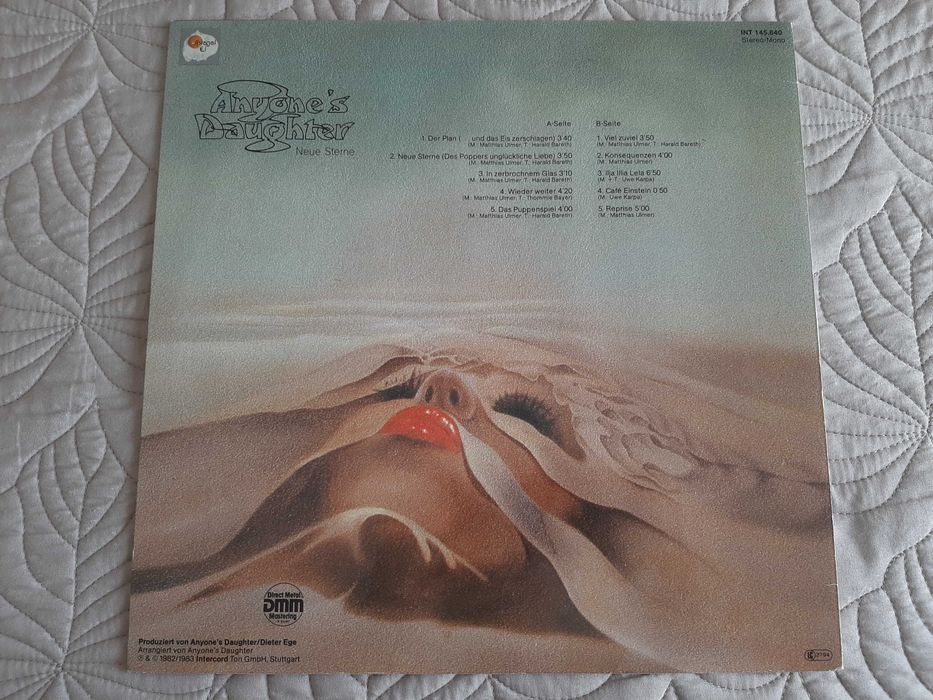 Spiegel
Ei
INT 145.640
Stereo/Mono
Anyone's
Daughter
Neue Sterne
A-Seite
1. Der Plan ( und das Eis zerschlagen) 3'40
(M.: Matthias Ulmer, T.: Harald Bareth)
2. Neue Sterne (Des Poppers unglückliche Liebe) 3'50
(M.: Matthias Ulmer, T.: Harald Bareth)
3. In zerbrochnem Glas 3'10
(M.: Matthias Ulmer, T.: Harald Bareth)
4. Wieder weiter 4'20
(M.: Matthias Ulmer, T.: Thommie Bayer)
5. Das Puppenspiel 4'00
(M.: Matthias Ulmer, T.: Harald Bareth)
B-Seite
1. Viel zuviel 3'50
(M.: Matthias Ulmer, T.: Harald Bareth)
2. Konsequenzen 4'00
(M.: Matthias Ulmer)
3. Illja Illia Lela 6'50
(M. + T.: Uwe Karpa)
4. Café Einstein 0'50
(M.: Uwe Karpa)
5. Reprise 5'00
(M.: Matthias Ulmer)
Direct Metal
DMM
Mastering
Produziert von Anyone's Daughter/Dieter Ege
Arrangiert von Anyone's Daughter
℗ & © 1982/1983 Intercord Ton GmbH, Stuttgart
LC 2794